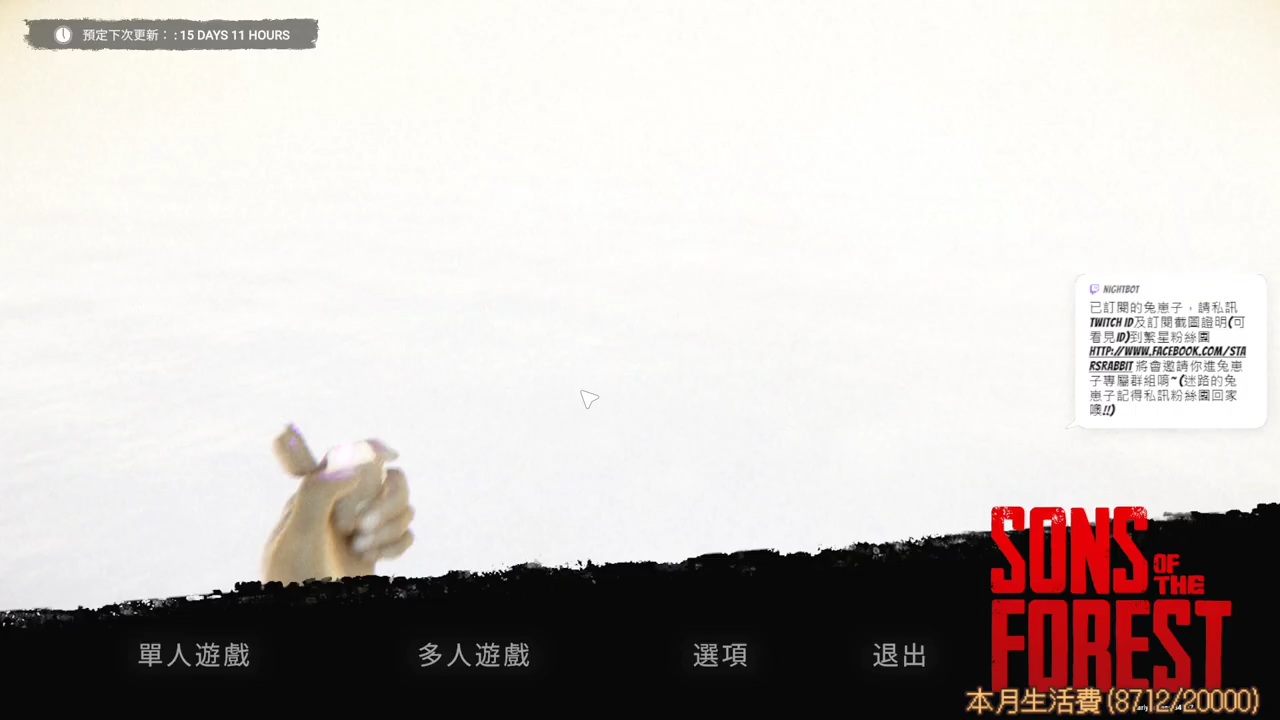 預定下次更新： : 15 DAYS 11 HOURS
NIGHTBOT
已訂閱的兔崽子，請私訊
TWITCH ID及訂閱截圖證明(可
看見ID)到繁星粉絲團
HTTP://WWW.FACEBOOK.COM/STA
RSRABBIT 將會邀請你進兔崽
子專屬群組唷~(迷路的兔
崽子記得私訊粉絲團回家
噢!!)
SONS
OF
THE
FOREST
單人遊戲
多人遊戲
選項
退出
本月生活費 (8712/20000)